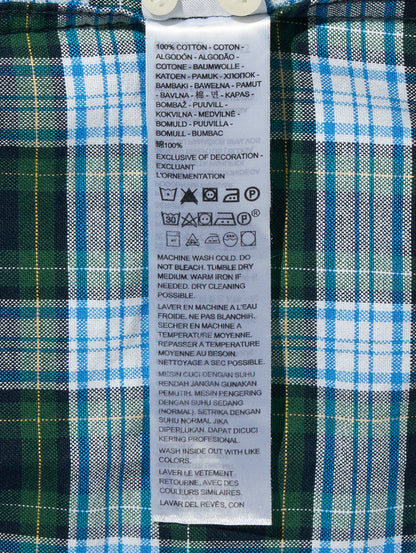 100% COTTON - COTON -
ALGODÓN - ALGODÃO -
COTONE - BAUMWOLLE -
KATOEN - PAMUK - ХЛОПОК -
BAMBAKI - BAWEŁNA - PAMUT
- BAVLNA - 棉 - 면 - KAPAS -
BOMBAŽ - PUUVILL -
KOKVILNA - MEDVILNĖ -
BOMULD - PUUVILLA -
BOMULL - BUMBAC
棉100%
EXCLUSIVE OF DECORATION -
EXCLUANT
L'ORNEMENTATION
P
30 P ®
MACHINE WASH COLD. DO
NOT BLEACH. TUMBLE DRY
MEDIUM. WARM IRON IF
NEEDED. DRY CLEANING
POSSIBLE.
LAVER EN MACHINE A L'EAU
FROIDE. NE PAS BLANCHIR.
SECHER EN MACHINE A
TEMPERATURE MOYENNE.
REPASSER A TEMPERATURE
MOYENNE AU BESOIN.
NETTOYAGE A SEC POSSIBLE.
MESIN CUCI DENGAN SUHU
RENDAH JANGAN GUNAKAN
PEMUTIH. MESIN PENGERING
DENGAN SUHU SEDANG
(NORMAL). SETRIKA DENGAN
SUHU NORMAL JIKA
DIPERLUKAN. DAPAT DICUCI
KERING PROFESIONAL.
WASH INSIDE OUT WITH LIKE
COLORS.
LAVER LE VETEMENT
RETOURNE, AVEC DES
COULEURS SIMILAIRES.
LAVAR DEL REVÉS, CON